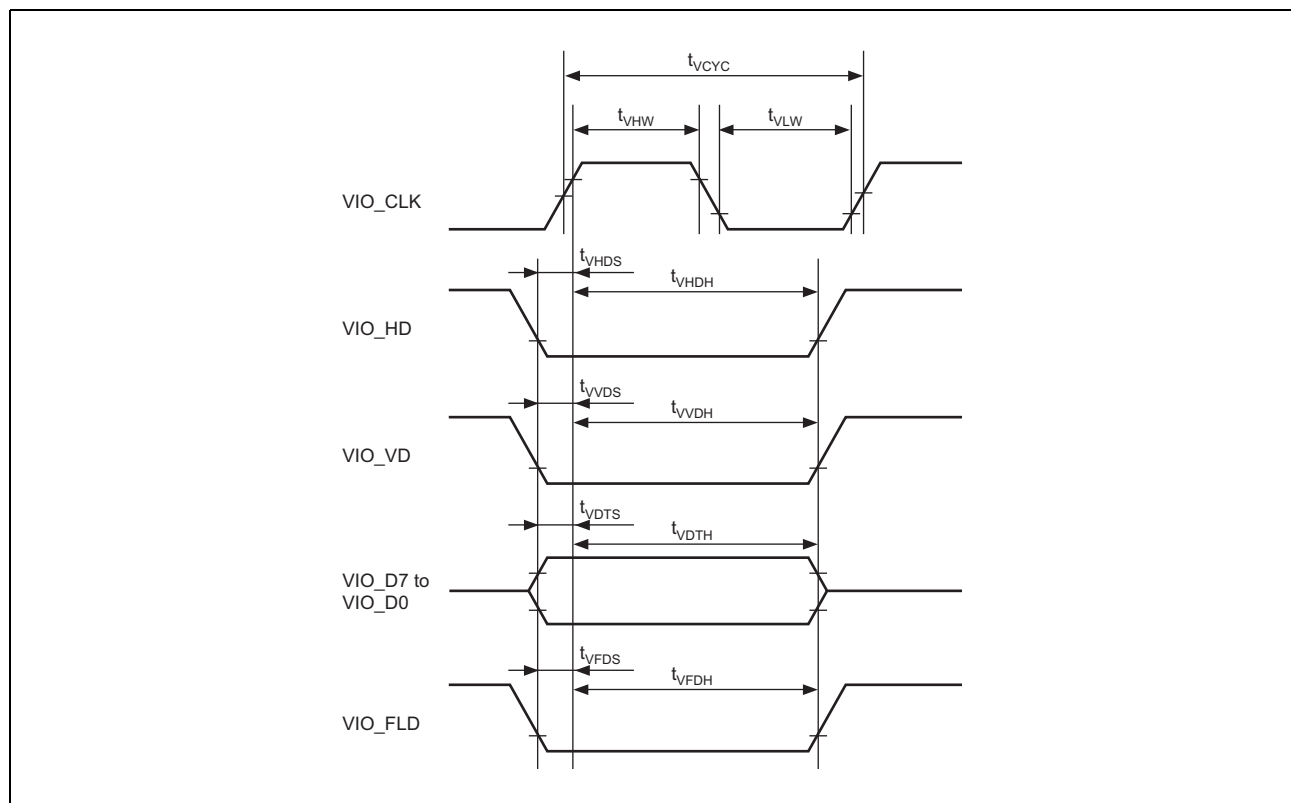 tVCYC
tVHW
tVLW
VIO_CLK
tVHDS
tVHDH
VIO_HD
tVVDS
tVVDH
VIO_VD
tVDTS
tVDTH
VIO_D7 to
VIO_D0
tVFDS
tVFDH
VIO_FLD